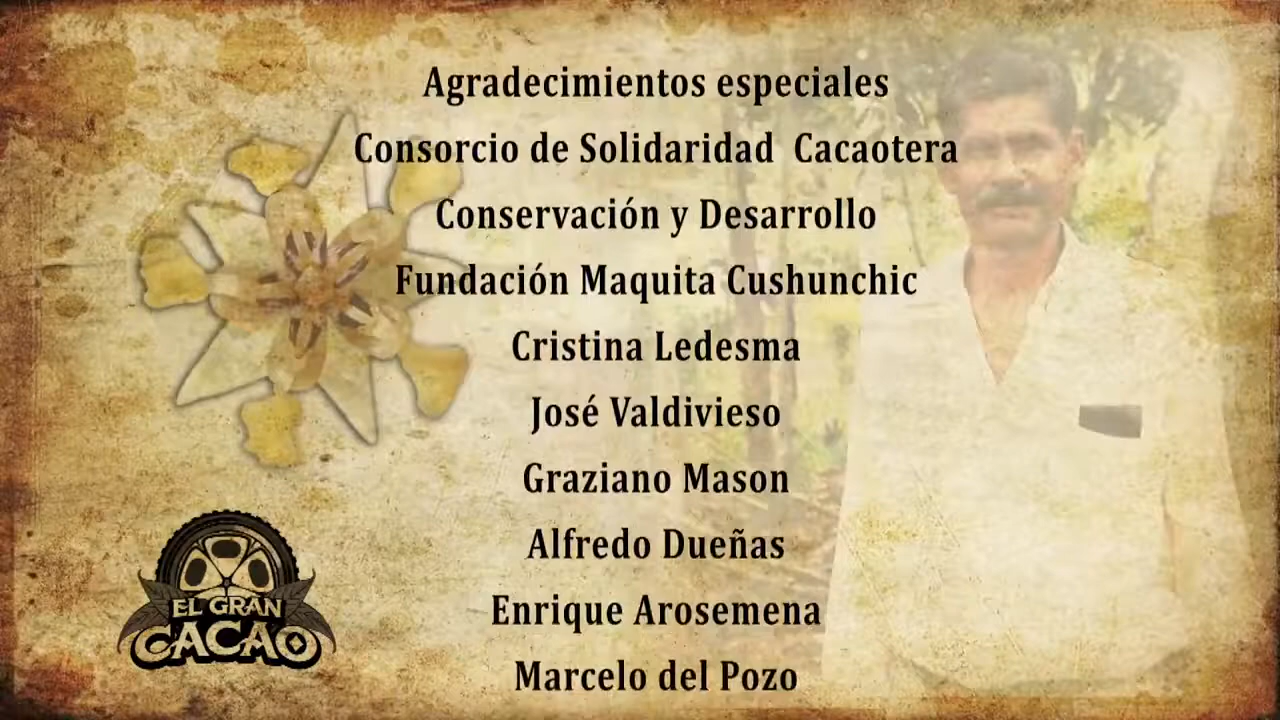 Agradecimientos especiales
Consorcio de Solidaridad Cacaotera
Conservación y Desarrollo
Fundación Maquita Cushunchic
Cristina Ledesma
José Valdivieso
Graziano Mason
Alfredo Dueñas
Enrique Arosemena
Marcelo del Pozo
EL GRAN
CACAO